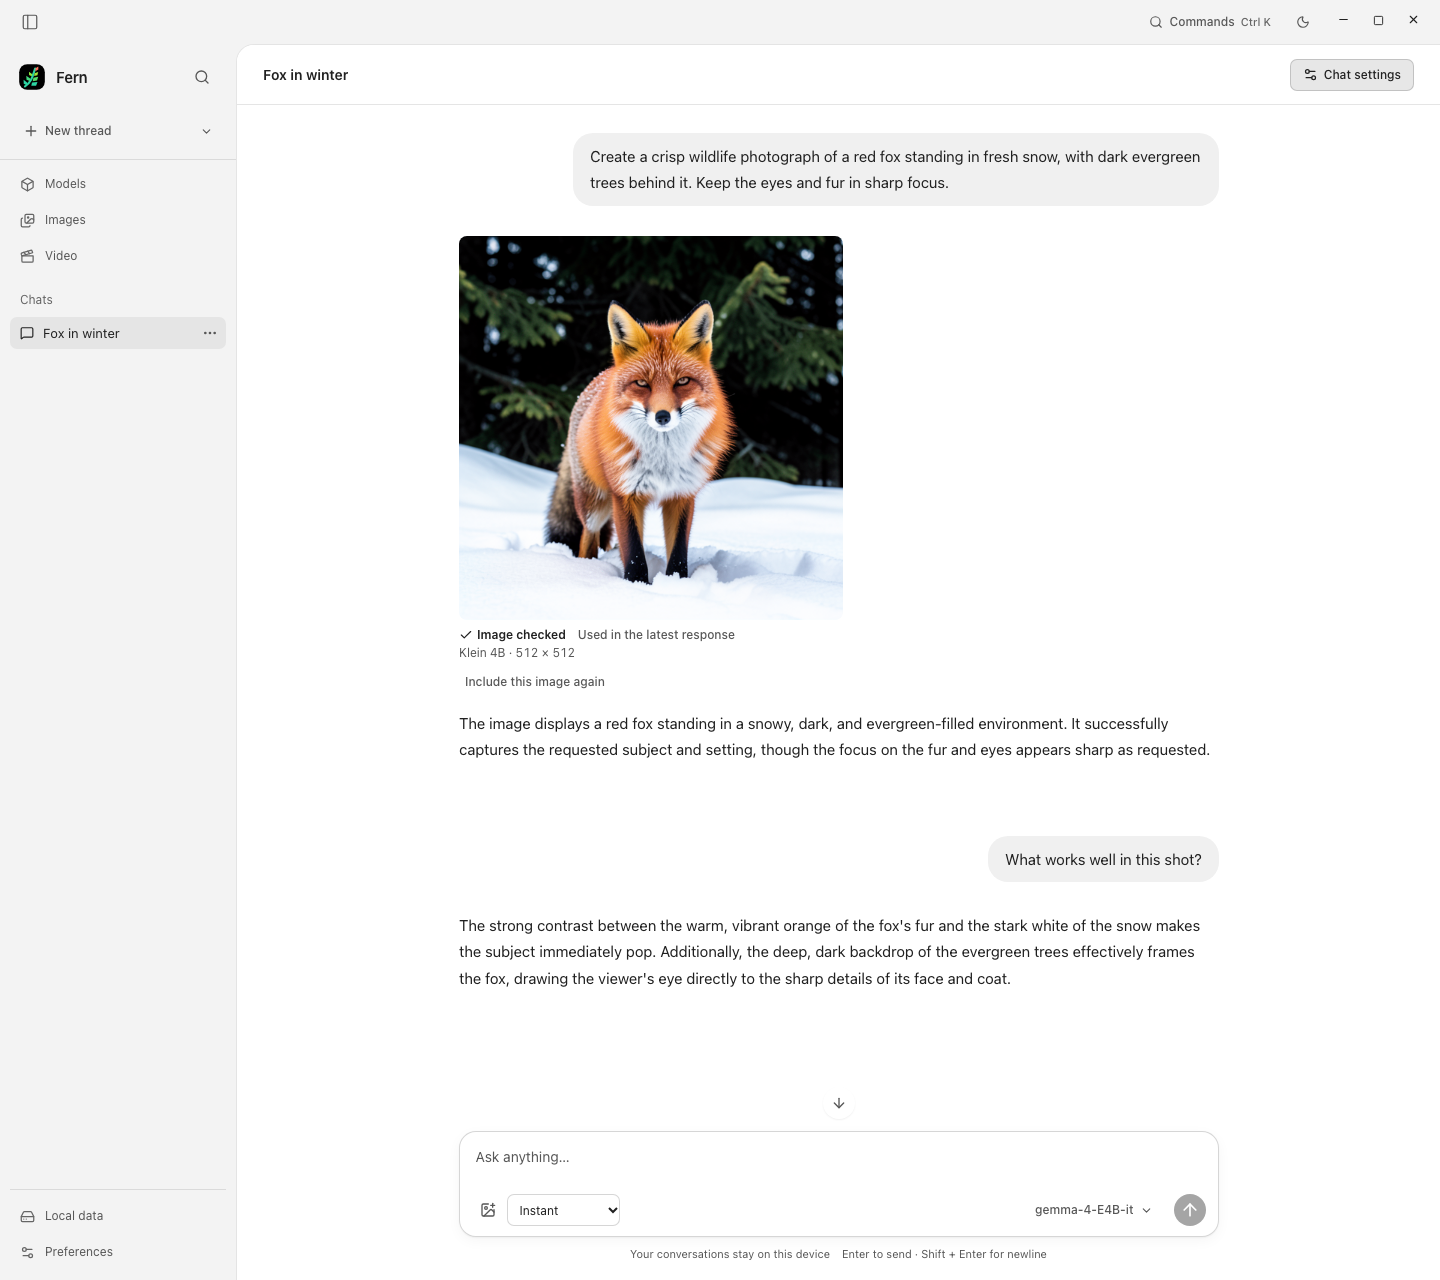 Commands Ctrl K
Fern
New thread
Models
Images
Video
Chats
Fox in winter
Local data
Preferences
Fox in winter
Chat settings
Create a crisp wildlife photograph of a red fox standing in fresh snow, with dark evergreen
trees behind it. Keep the eyes and fur in sharp focus.
Image checked Used in the latest response
Klein 4B · 512 × 512
Include this image again
The image displays a red fox standing in a snowy, dark, and evergreen-filled environment. It successfully
captures the requested subject and setting, though the focus on the fur and eyes appears sharp as requested.
What works well in this shot?
The strong contrast between the warm, vibrant orange of the fox's fur and the stark white of the snow makes
the subject immediately pop. Additionally, the deep, dark backdrop of the evergreen trees effectively frames
the fox, drawing the viewer's eye directly to the sharp details of its face and coat.
Ask anything...
Instant
gemma-4-E4B-it
Your conversations stay on this device Enter to send · Shift + Enter for newline